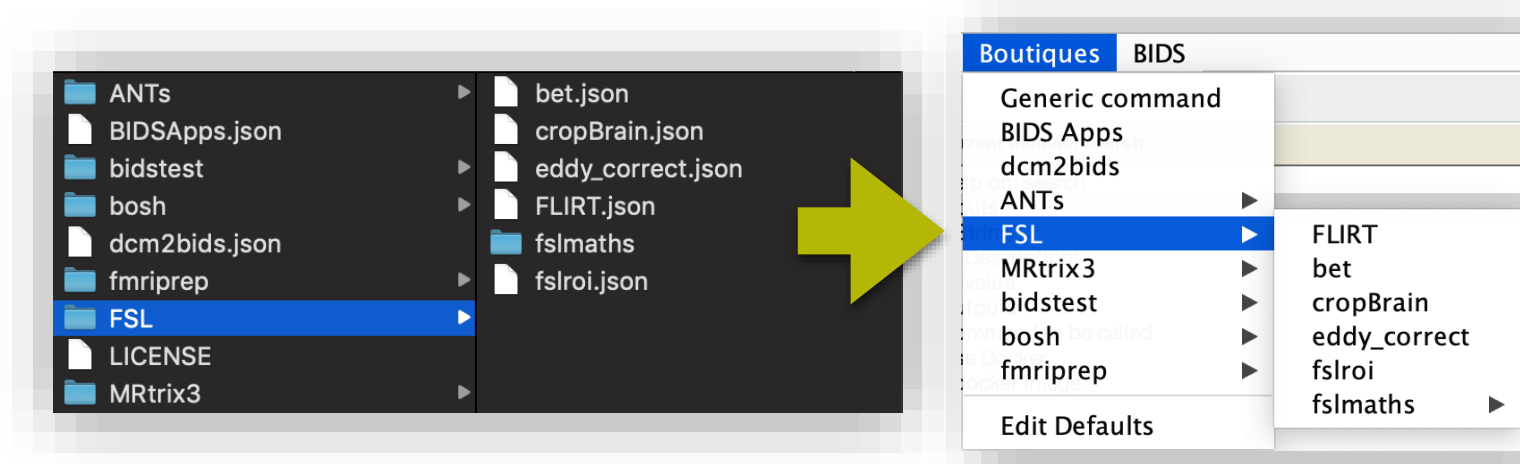 ANTs
BIDSApps.json
bidstest
bosh
dcm2bids.json
fmriprep
FSL
LICENSE
MRtrix3
bet.json
cropBrain.json
eddy_correct.json
FLIRT.json
fslmaths
fslroi.json
Boutiques BIDS
Generic command
BIDS Apps
dcm2bids
ANTs
FSL
MRtrix3
bidstest
bosh
fmriprep
Edit Defaults
FLIRT
bet
cropBrain
eddy_correct
fslroi
fslmaths